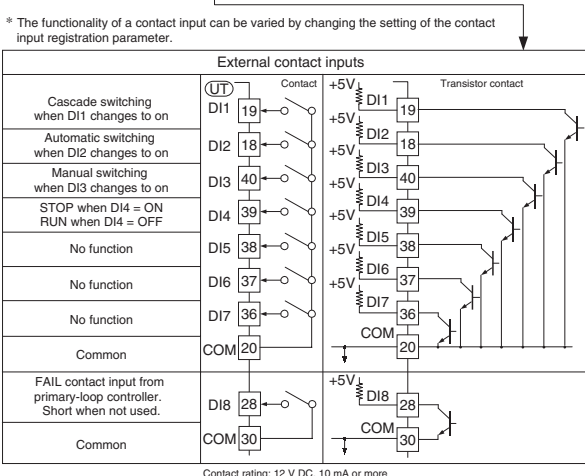 * The functionality of a contact input can be varied by changing the setting of the contact
input registration parameter.
External contact inputs
UT
Contact
+5V
Transistor contact
Cascade switching
when DI1 changes to on
DI1 19
DI1 19
+5V
Automatic switching
when DI2 changes to on
DI2 18
DI2 18
+5V
Manual switching
when DI3 changes to on
DI3 40
DI3 40
+5V
STOP when DI4 = ON
RUN when DI4 = OFF
DI4 39
DI4 39
+5V
No function
DI5 38
DI5 38
+5V
No function
DI6 37
DI6 37
+5V
No function
DI7 36
DI7 36
Common
COM 20
COM 20
FAIL contact input from
primary-loop controller.
Short when not used.
DI8 28
+5V
DI8 28
Common
COM 30
COM 30
Contact rating: 12 V DC, 10 mA or more